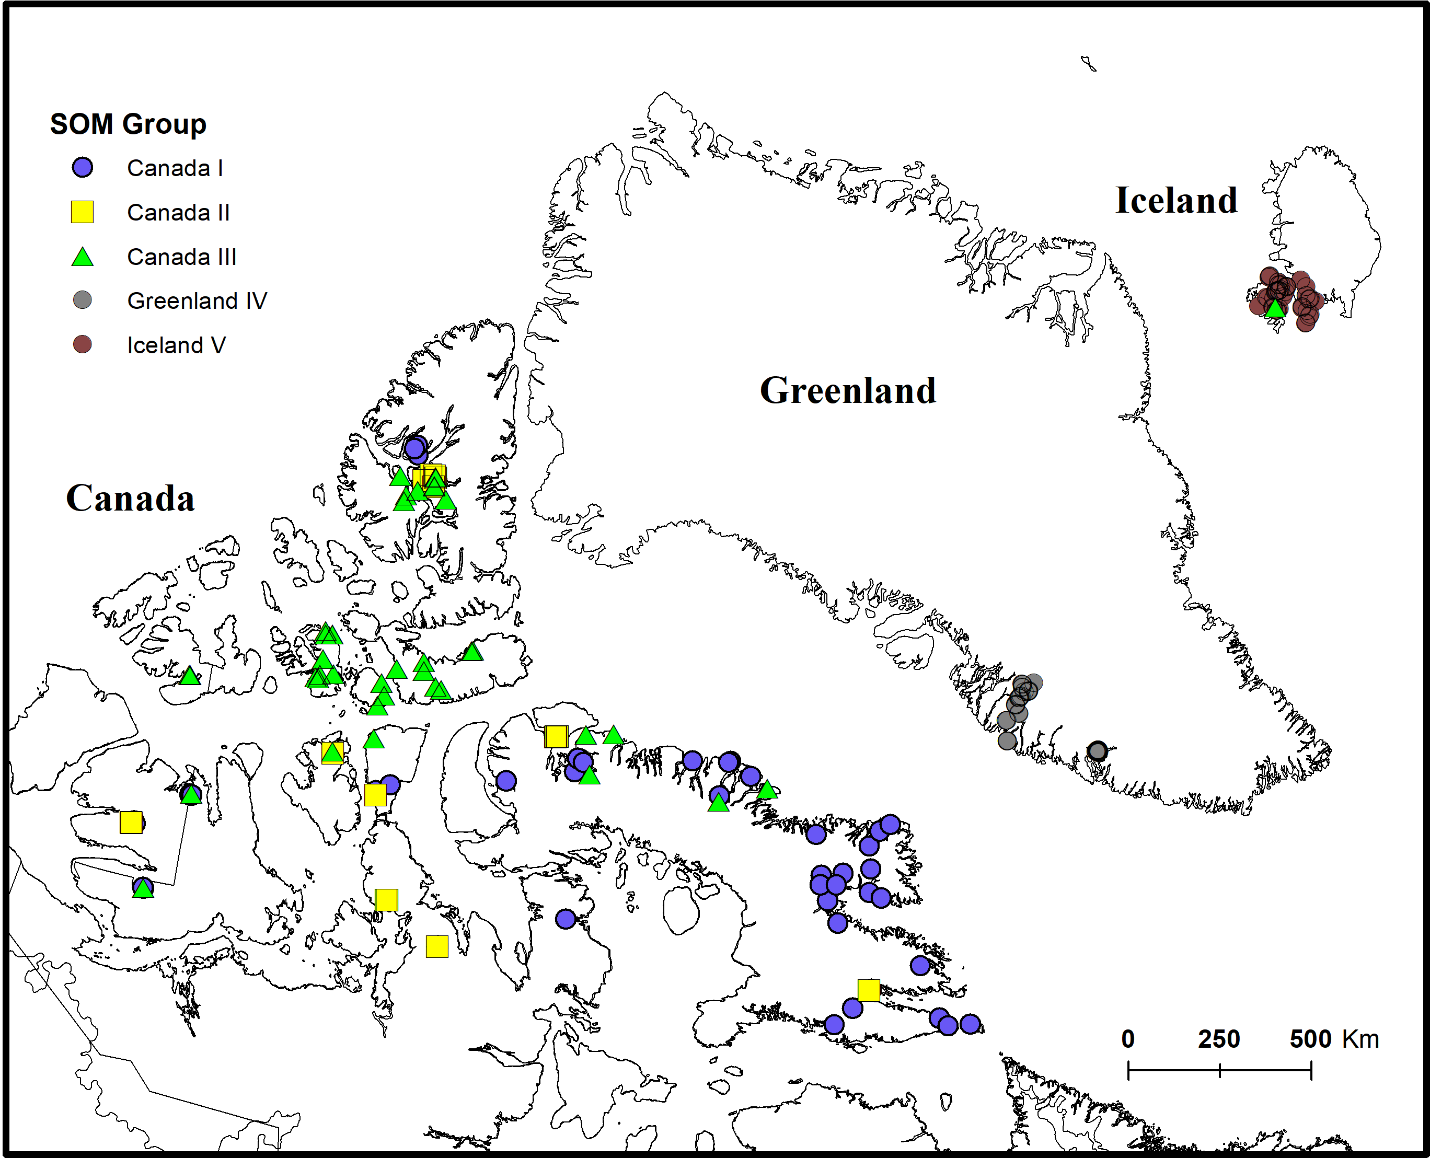 SOM Group
Canada I
Canada II
Canada III
Greenland IV
Iceland V
Iceland
Greenland
Canada
0 250 500 Km